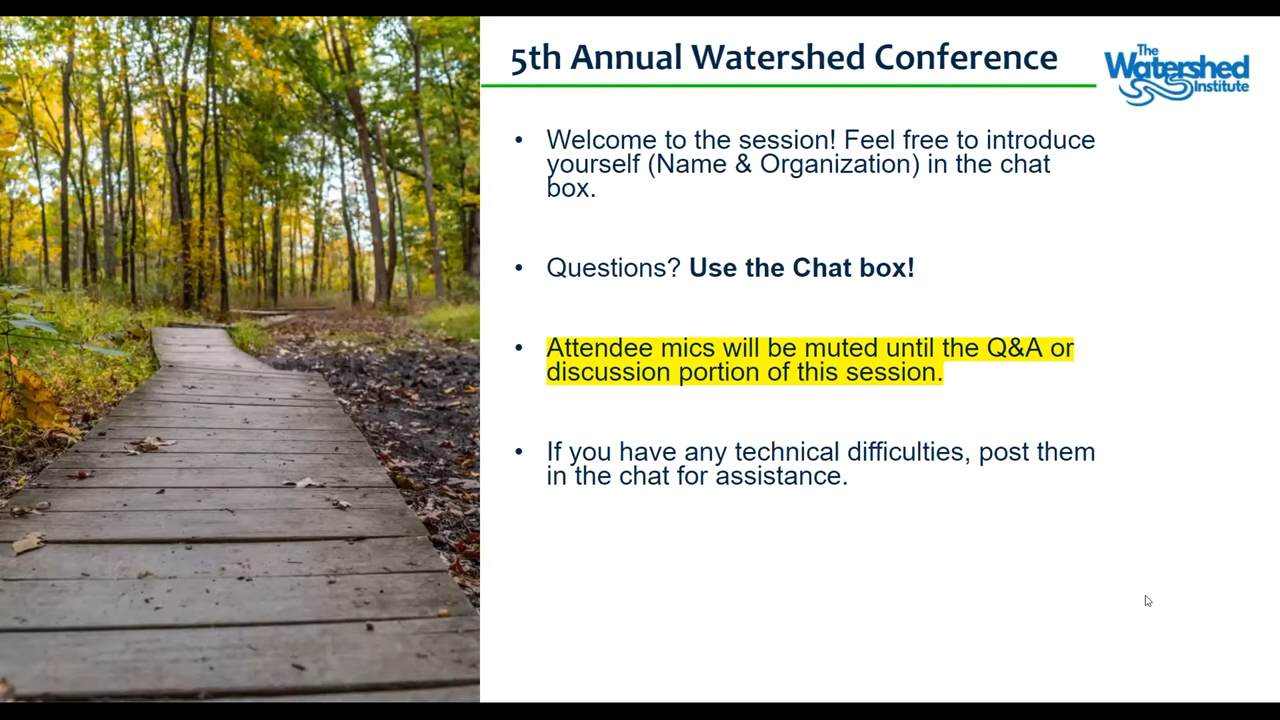 5th Annual Watershed Conference
The
Watershed
Institute
• Welcome to the session! Feel free to introduce
yourself (Name & Organization) in the chat
box.
• Questions? Use the Chat box!
• Attendee mics will be muted until the Q&A or
discussion portion of this session.
• If you have any technical difficulties, post them
in the chat for assistance.